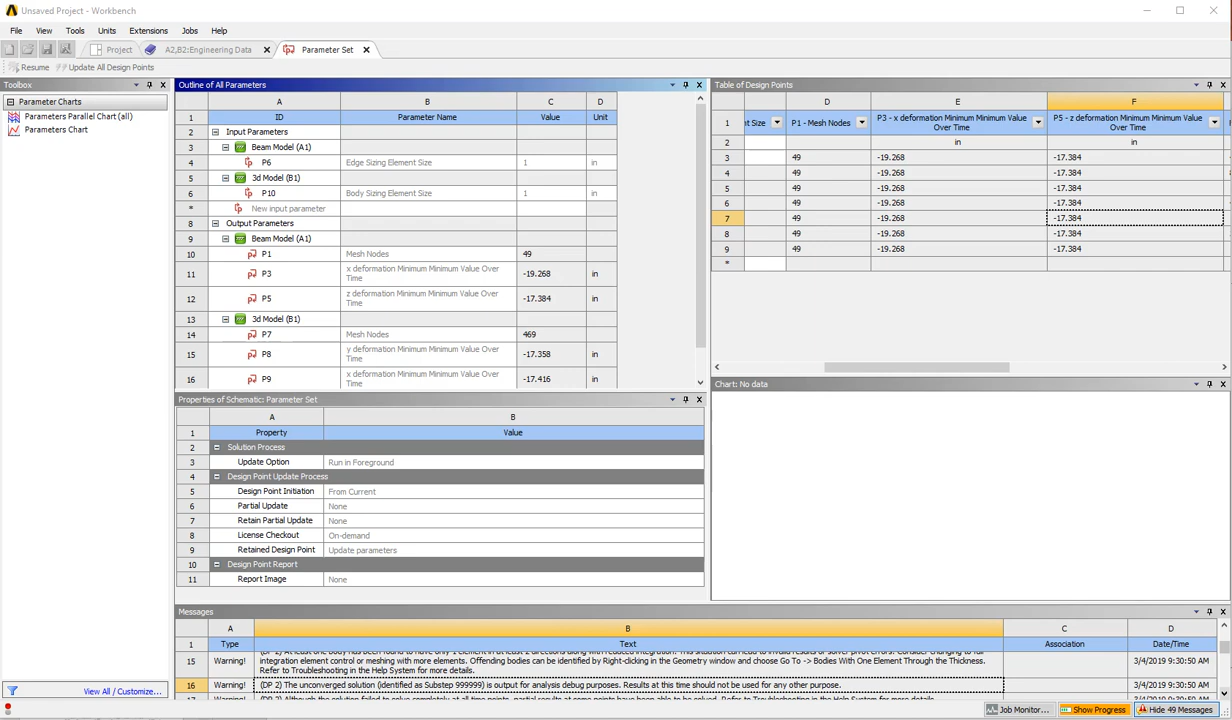 Unsaved Project - Workbench
File View Tools Units Extensions Jobs Help
Project A2,B2:Engineering Data Parameter Set
Resume Update All Design Points
Toolbox
Parameter Charts
Parameters Parallel Chart (all)
Parameters Chart
View All / Customize...
Outline of All Parameters
A B C D
1 ID Parameter Name Value Unit
2 Input Parameters
3 Beam Model (A1)
4 P6 Edge Sizing Element Size 1 in
5 3d Model (B1)
6 P10 Body Sizing Element Size 1 in
* New input parameter
8 Output Parameters
9 Beam Model (A1)
10 P1 Mesh Nodes 49
11 P3 x deformation Minimum Minimum Value Over Time -19.268 in
12 P5 z deformation Minimum Minimum Value Over Time -17.384 in
13 3d Model (B1)
14 P7 Mesh Nodes 469
15 P8 y deformation Minimum Minimum Value Over Time -17.358 in
16 P9 x deformation Minimum Minimum Value Over Time -17.416 in
Properties of Schematic: Parameter Set
A B
1 Property Value
2 Solution Process
3 Update Option Run in Foreground
4 Design Point Update Process
5 Design Point Initiation From Current
6 Partial Update None
7 Retain Partial Update None
8 License Checkout On-demand
9 Retained Design Point Update parameters
10 Design Point Report
11 Report Image None
Table of Design Points
D E F
1 nt Size P1 - Mesh Nodes P3 - x deformation Minimum Minimum Value Over Time P5 - z deformation Minimum Minimum Value Over Time
2 in in
3 49 -19.268 -17.384
4 49 -19.268 -17.384
5 49 -19.268 -17.384
6 49 -19.268 -17.384
7 49 -19.268 -17.384
8 49 -19.268 -17.384
9 49 -19.268 -17.384
*
Chart: No data
Messages
A B C D
1 Type Text Association Date/Time
15 Warning! integration element control or meshing with more elements. Offending bodies can be identified by Right-clicking in the Geometry window and choose Go To -> Bodies With One Element Through the Thickness. 3/4/2019 9:30:50 AM
Refer to Troubleshooting in the Help System for more details.
16 Warning! (DP 2) The unconverged solution (identified as Substep 999999) is output for analysis debug purposes. Results at this time should not be used for any other purpose. 3/4/2019 9:30:50 AM
Job Monitor... Show Progress Hide 49 Messages